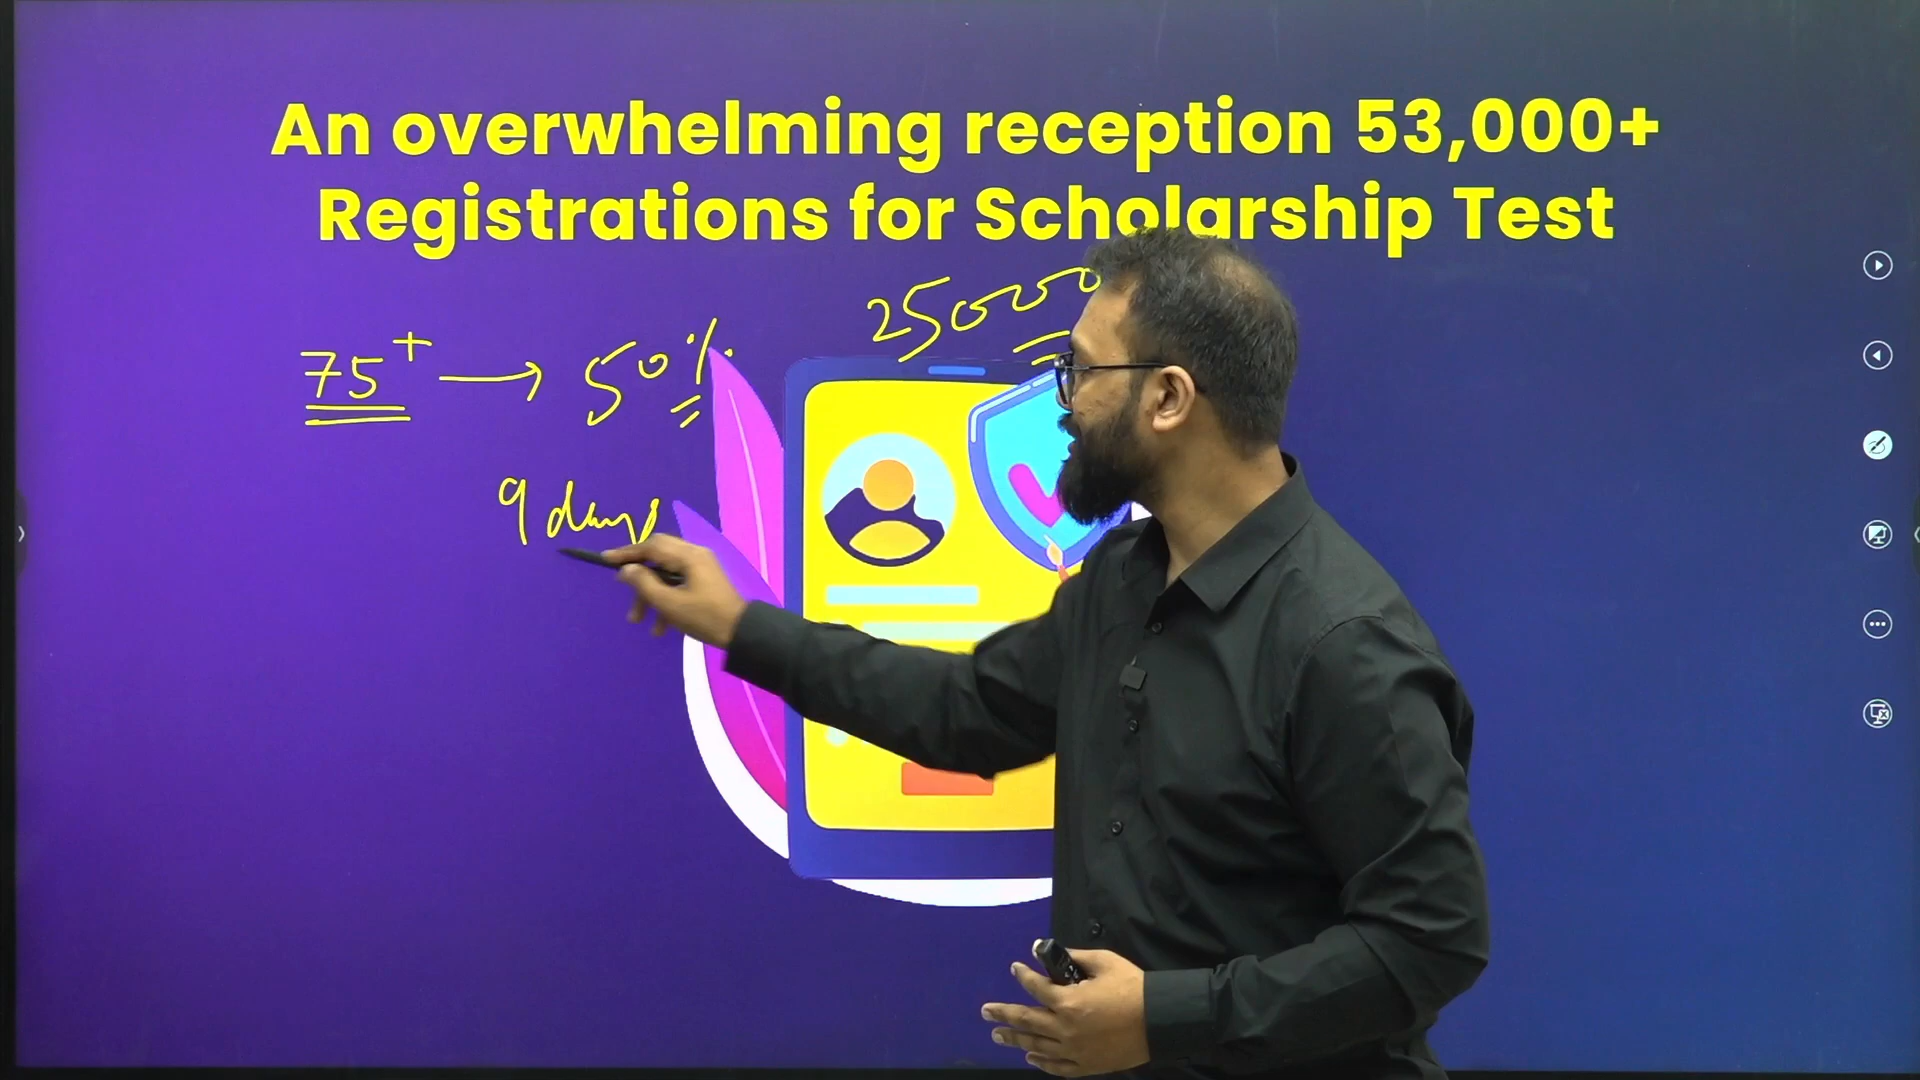 An overwhelming reception 53,000+
Registrations for Scholarship Test
25000
75+ → 50%
9 days